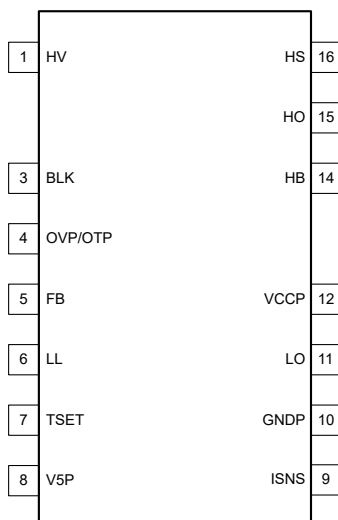 1 HV HS 16
HO 15
3 BLK HB 14
4 OVP/OTP
5 FB VCCP 12
6 LL LO 11
7 TSET GNDP 10
8 V5P ISNS 9